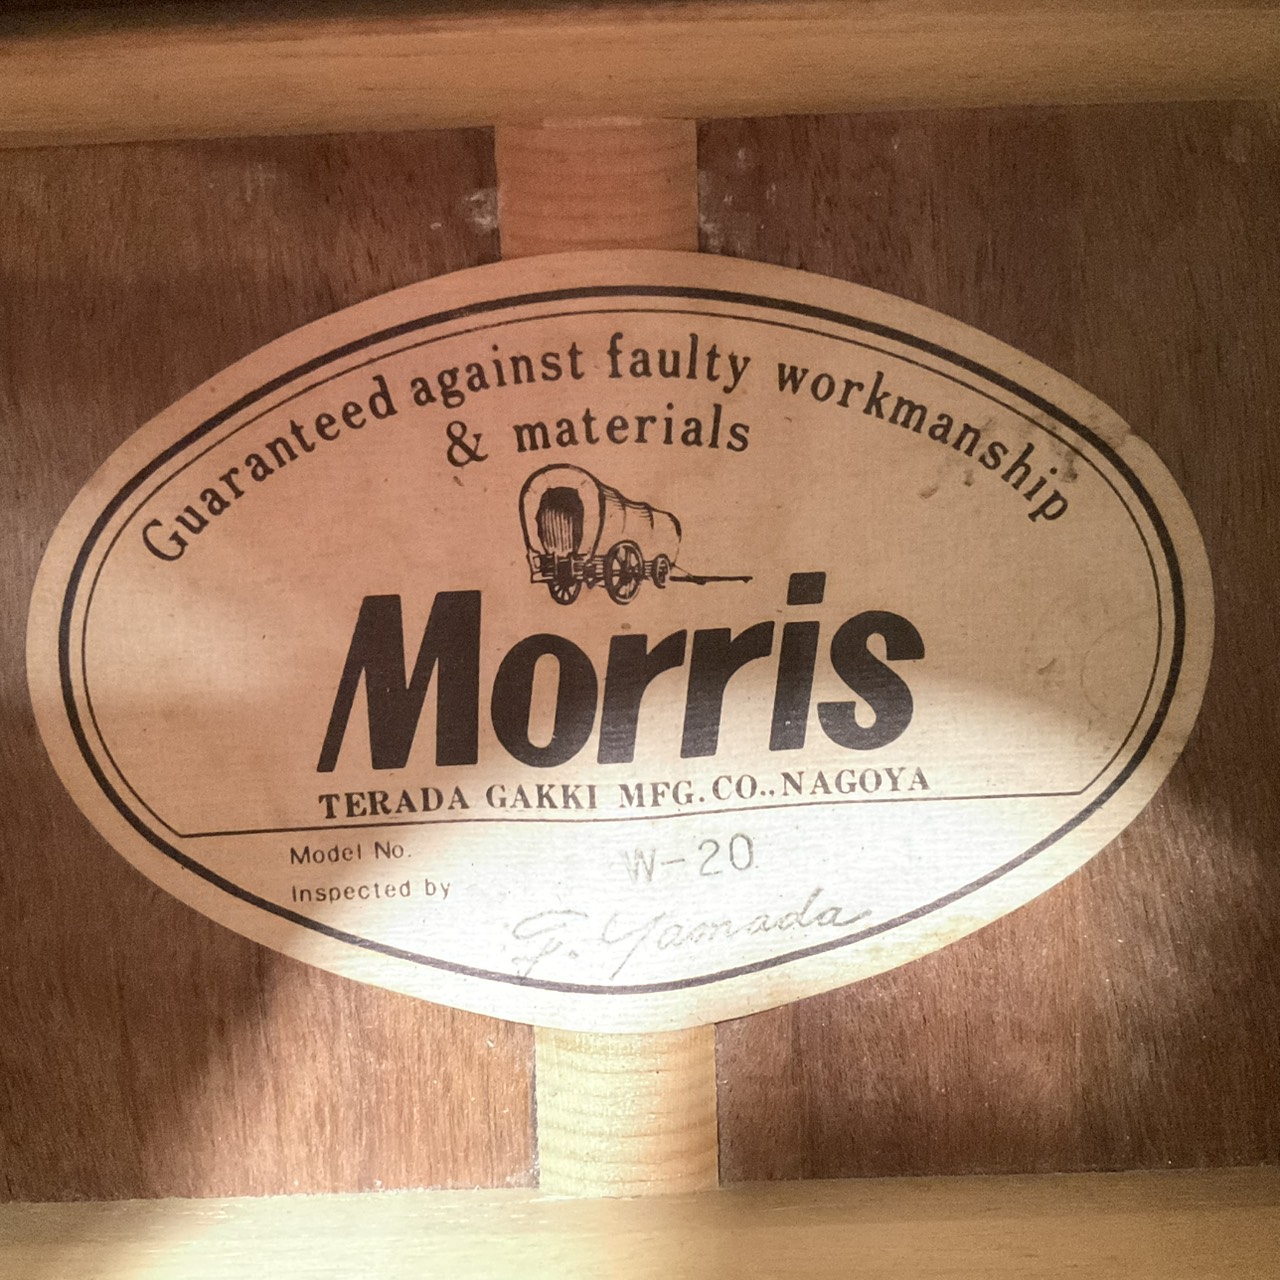 Guaranteed against faulty workmanship
& materials
Morris
TERADA GAKKI MFG. CO., NAGOYA
Model No. W-20
Inspected by F. Yamada